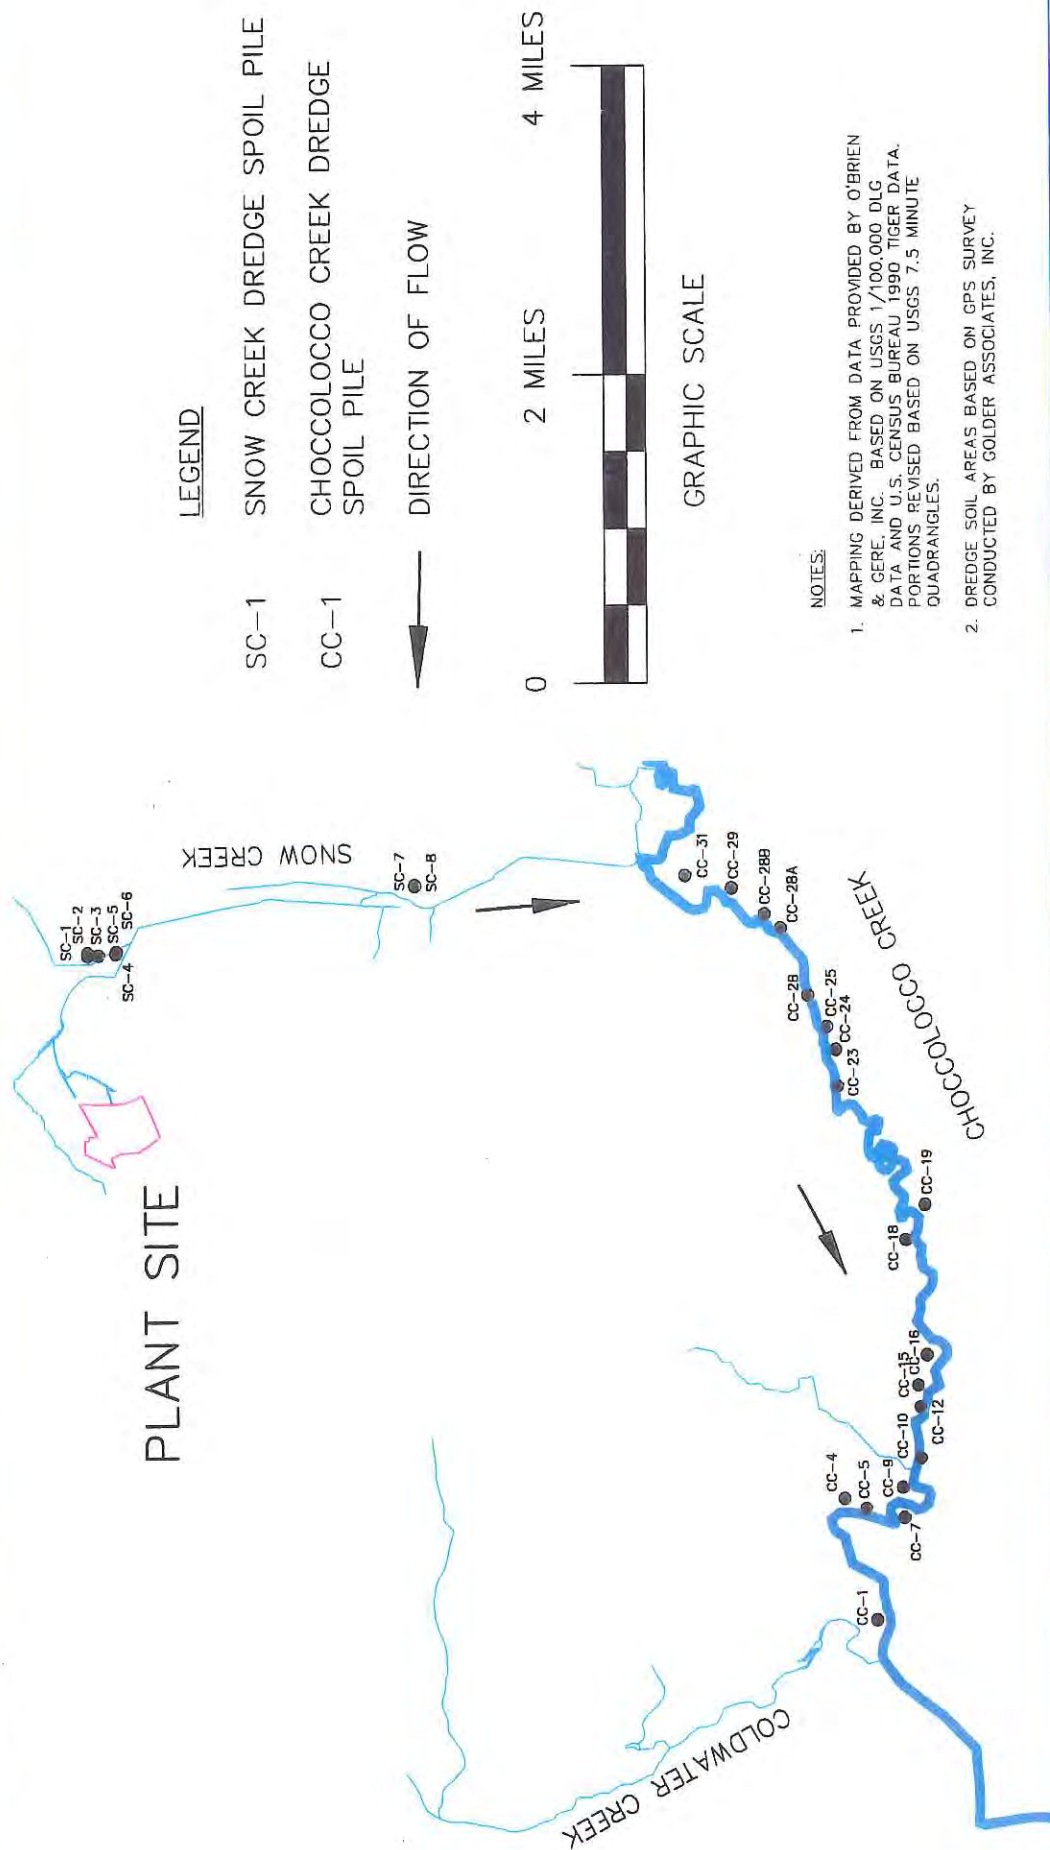 PLANT SITE
SC-1
SC-2
SC-3
SC-5
SC-6
SC-4
SNOW CREEK
SC-7
SC-8
CC-31
CC-29
CC-28B
CC-28A
CC-28
CC-25
CC-24
CC-23
CHOCCOLOCCO CREEK
CC-19
CC-18
CC-16
CC-15
CC-12
CC-10
CC-9
CC-7
CC-5
CC-4
CC-1
COLDWATER CREEK
LEGEND
SC-1 SNOW CREEK DREDGE SPOIL PILE
CC-1 CHOCCOLOCCO CREEK DREDGE
SPOIL PILE
DIRECTION OF FLOW
0 2 MILES 4 MILES
GRAPHIC SCALE
NOTES:
1. MAPPING DERIVED FROM DATA PROVIDED BY O'BRIEN
& GERE, INC. BASED ON USGS 1/100,000 DLG
DATA AND U.S. CENSUS BUREAU 1990 TIGER DATA.
PORTIONS REVISED BASED ON USGS 7.5 MINUTE
QUADRANGLES.
2. DREDGE SOIL AREAS BASED ON GPS SURVEY
CONDUCTED BY GOLDER ASSOCIATES, INC.